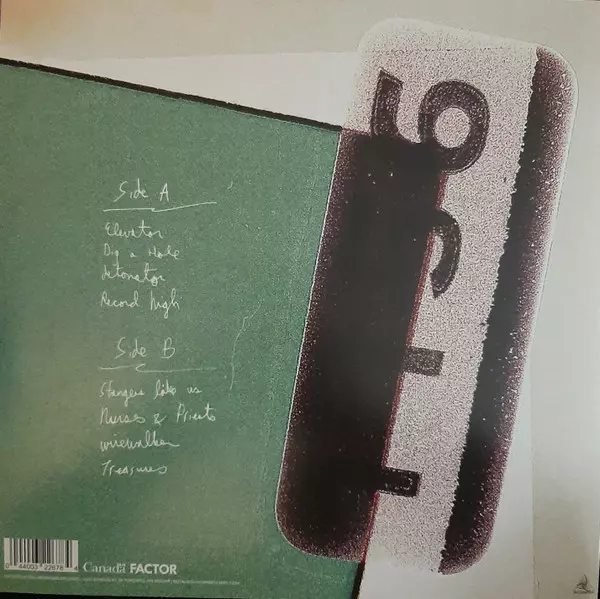 Side A
Elevator
Dig a Hole
detonator
Record high
Side B
Strangers like us
Nurses & Priests
wirewalker
Treasures
Canada FACTOR